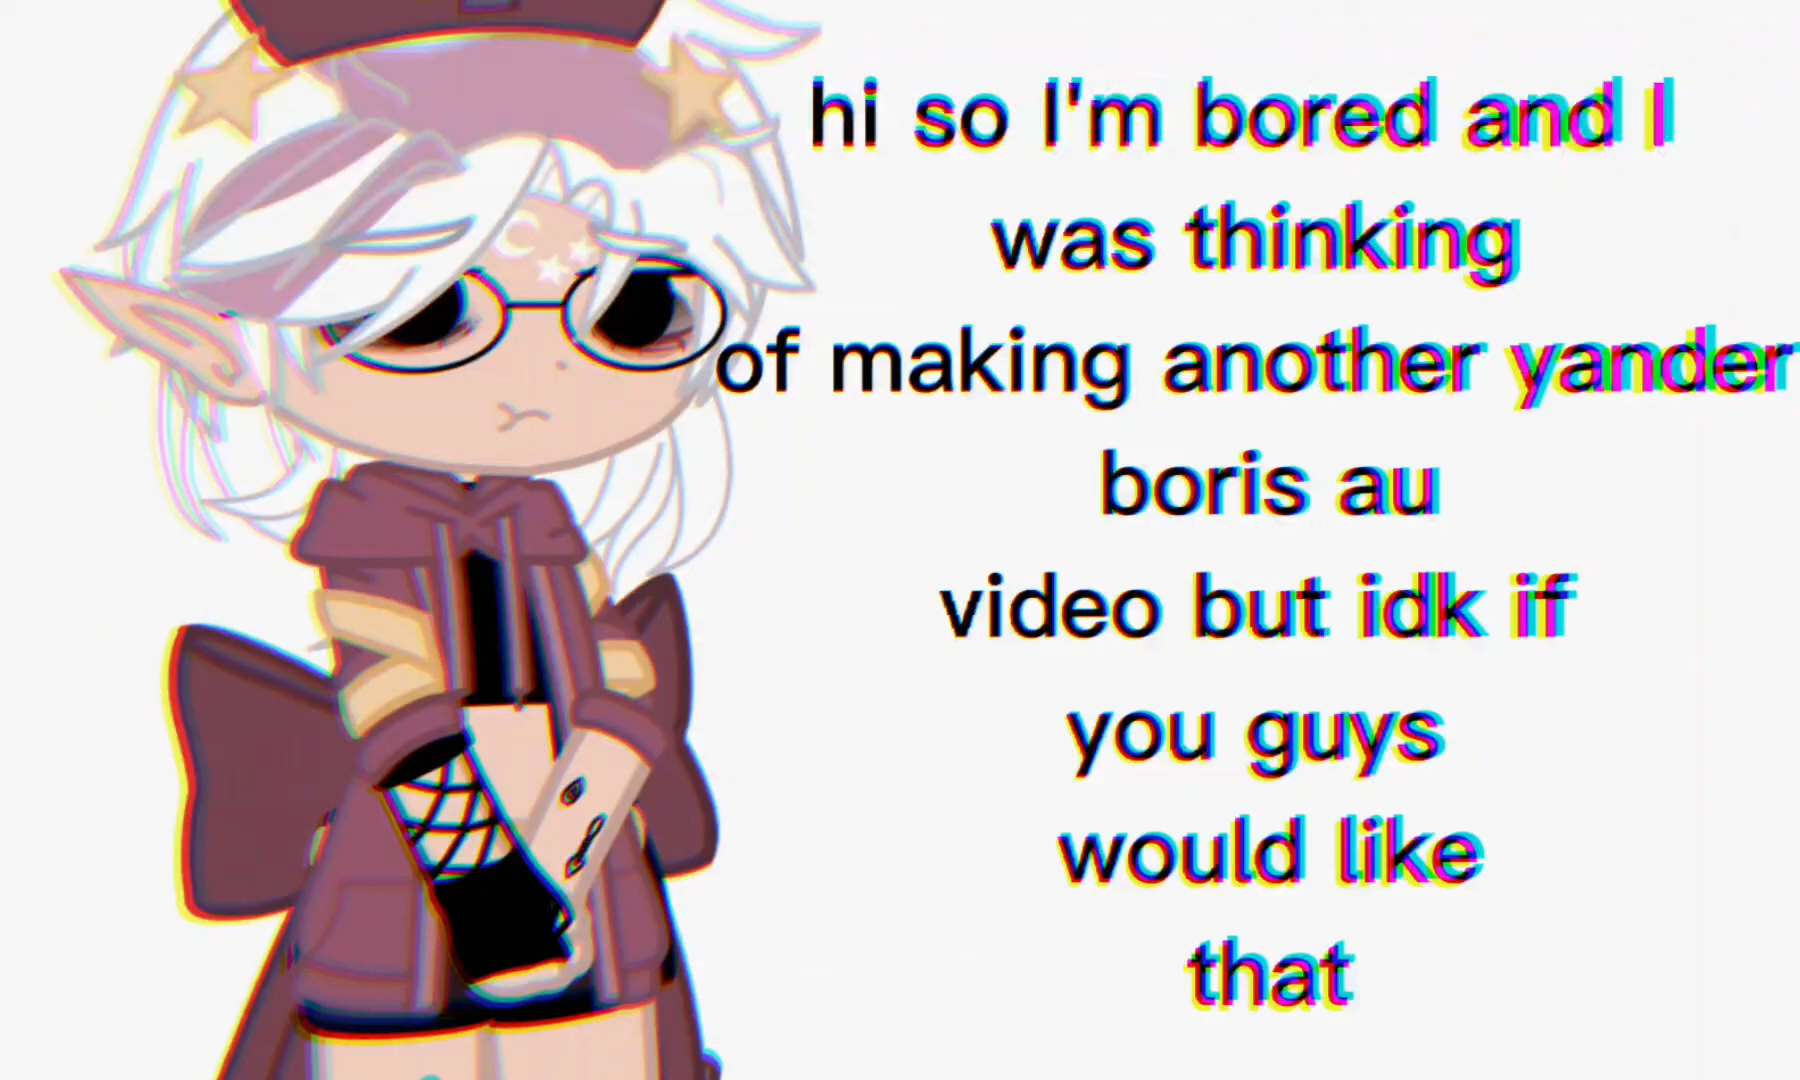 hi so I'm bored and I
was thinking
of making another yander
boris au
video but idk if
you guys
would like
that